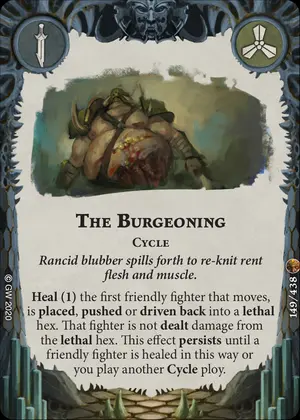 THE BURGEONING
CYCLE
Rancid blubber spills forth to re-knit rent
flesh and muscle.
Heal (1) the first friendly fighter that moves,
is placed, pushed or driven back into a lethal
hex. That fighter is not dealt damage from
the lethal hex. This effect persists until a
friendly fighter is healed in this way or
you play another Cycle ploy.
© GW 2020
149/438